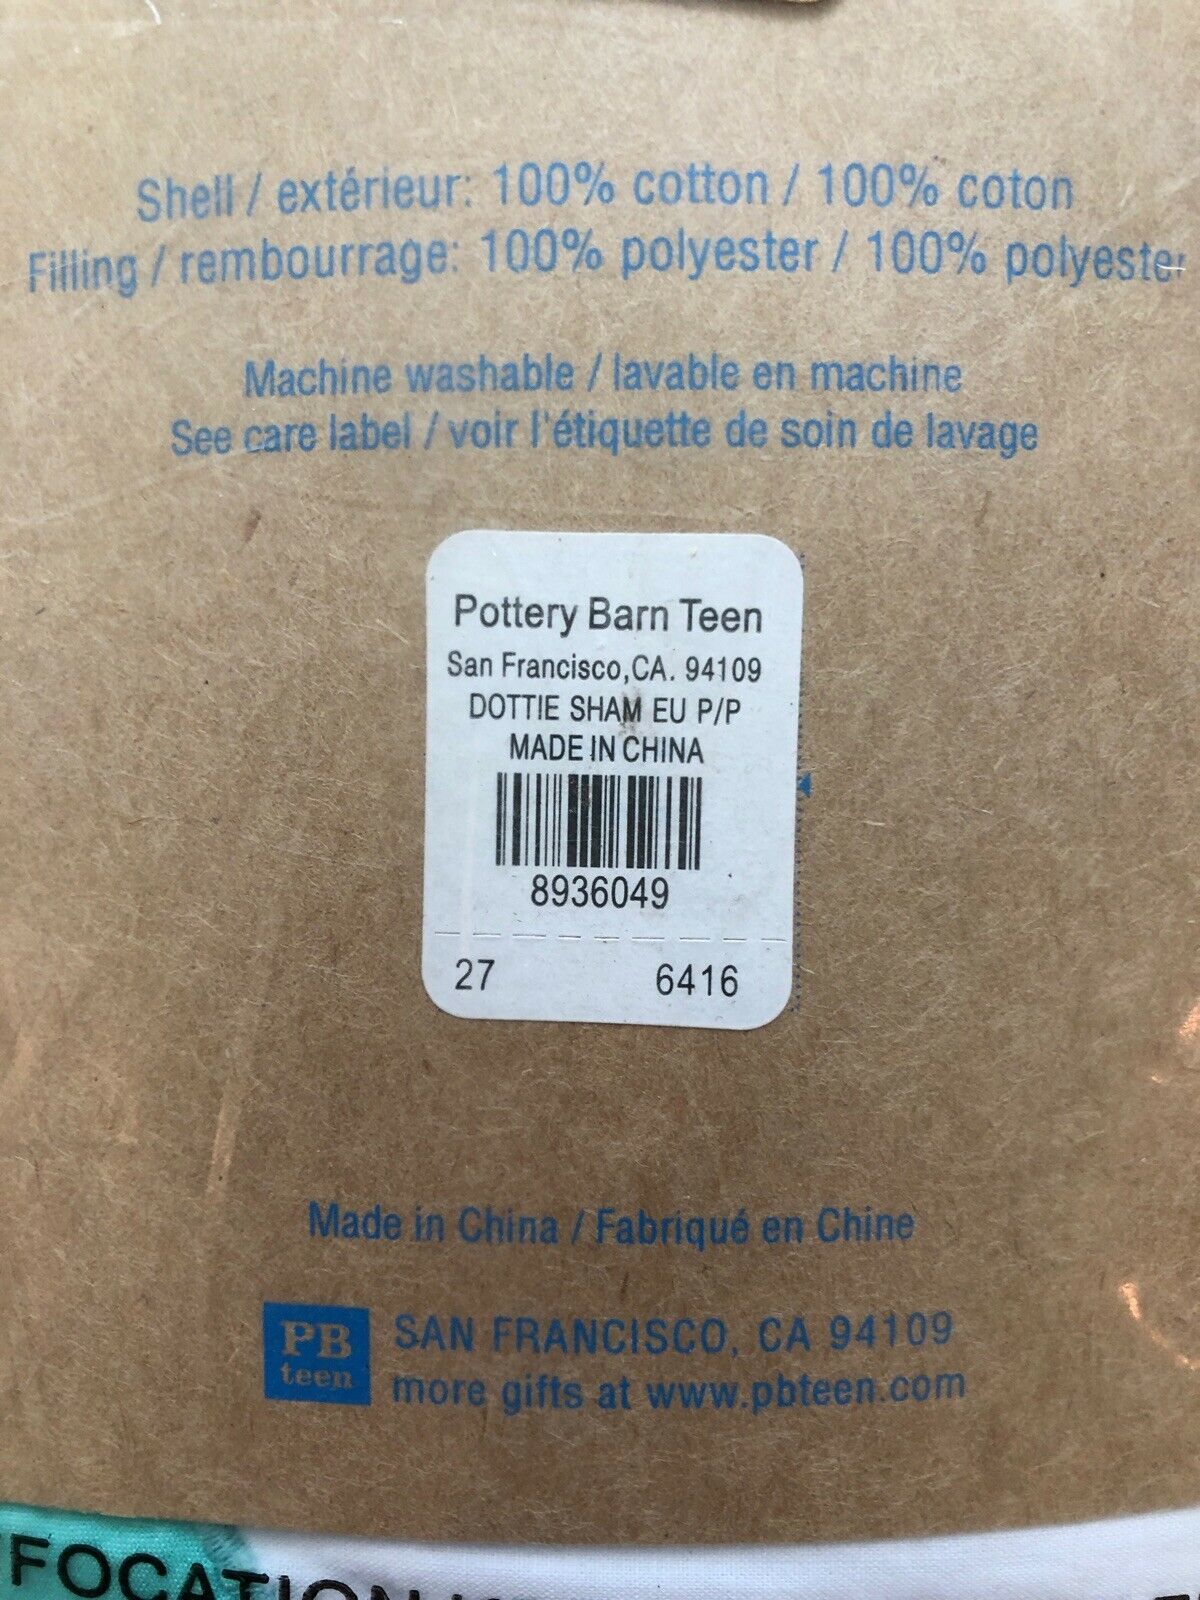 Shell / extérieur: 100% cotton / 100% coton
Filling / rembourrage: 100% polyester / 100% polyester
Machine washable / lavable en machine
See care label / voir l'étiquette de soin de lavage
Pottery Barn Teen
San Francisco,CA. 94109
DOTTIE SHAM EU P/P
MADE IN CHINA
8936049
27 6416
Made in China / Fabriqué en Chine
PB
teen
SAN FRANCISCO, CA 94109
more gifts at www.pbteen.com
FOCATION